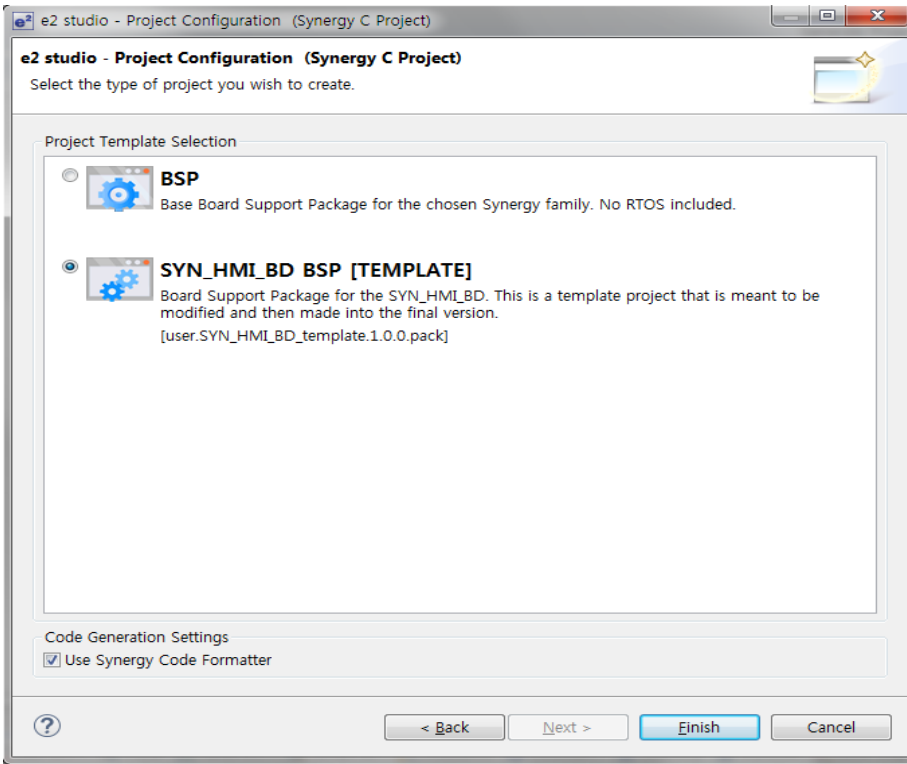 e² e2 studio - Project Configuration (Synergy C Project)
e2 studio - Project Configuration (Synergy C Project)
Select the type of project you wish to create.
Project Template Selection
BSP
Base Board Support Package for the chosen Synergy family. No RTOS included.
SYN_HMI_BD BSP [TEMPLATE]
Board Support Package for the SYN_HMI_BD. This is a template project that is meant to be
modified and then made into the final version.
[user.SYN_HMI_BD_template.1.0.0.pack]
Code Generation Settings
Use Synergy Code Formatter
?
< Back
Next >
Finish
Cancel